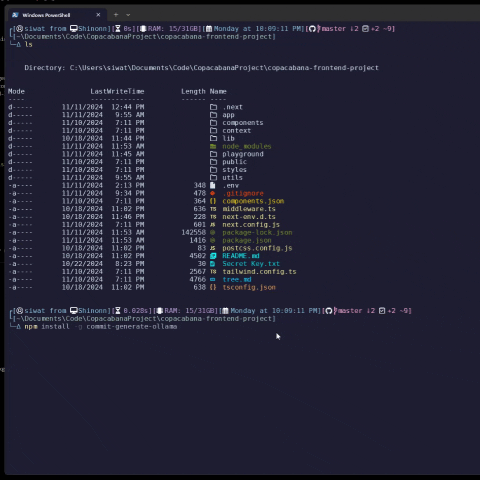 Windows PowerShell
[siwat from Shinonn][0s][RAM: 15/31GB][Monday at 10:09:11 PM][master ↓2 +2 ~9]
[~\Documents\Code\CopacabanaProject\copacabana-frontend-project]
ls
Directory: C:\Users\siwat\Documents\Code\CopacabanaProject\copacabana-frontend-project
Mode LastWriteTime Length Name
---- ------------- ------ ----
d----- 11/11/2024 12:44 PM .next
d----- 11/11/2024 9:55 AM app
d----- 11/10/2024 7:11 PM components
d----- 11/10/2024 7:11 PM context
d----- 10/18/2024 11:44 PM lib
d----- 11/11/2024 11:53 AM node_modules
d----- 11/11/2024 11:45 AM playground
d----- 11/10/2024 7:11 PM public
d----- 11/10/2024 7:11 PM styles
d----- 11/11/2024 9:55 AM utils
-a---- 11/11/2024 2:13 PM 348 .env
-a---- 11/11/2024 9:34 PM 478 .gitignore
-a---- 11/10/2024 7:11 PM 364 components.json
-a---- 10/18/2024 11:02 PM 636 middleware.ts
-a---- 10/18/2024 11:46 PM 228 next-env.d.ts
-a---- 11/10/2024 7:11 PM 601 next.config.js
-a---- 11/11/2024 11:53 AM 142558 package-lock.json
-a---- 11/11/2024 11:53 AM 1416 package.json
-a---- 10/18/2024 11:02 PM 83 postcss.config.js
-a---- 10/18/2024 11:02 PM 4502 README.md
-a---- 10/22/2024 8:23 PM 30 Secret Key.txt
-a---- 11/10/2024 7:11 PM 2567 tailwind.config.ts
-a---- 11/10/2024 7:11 PM 4766 tree.md
-a---- 10/18/2024 11:02 PM 638 tsconfig.json
[siwat from Shinonn][0.028s][RAM: 15/31GB][Monday at 10:09:11 PM][master ↓2 +2 ~9]
[~\Documents\Code\CopacabanaProject\copacabana-frontend-project]
npm install -g commit-generate-ollama